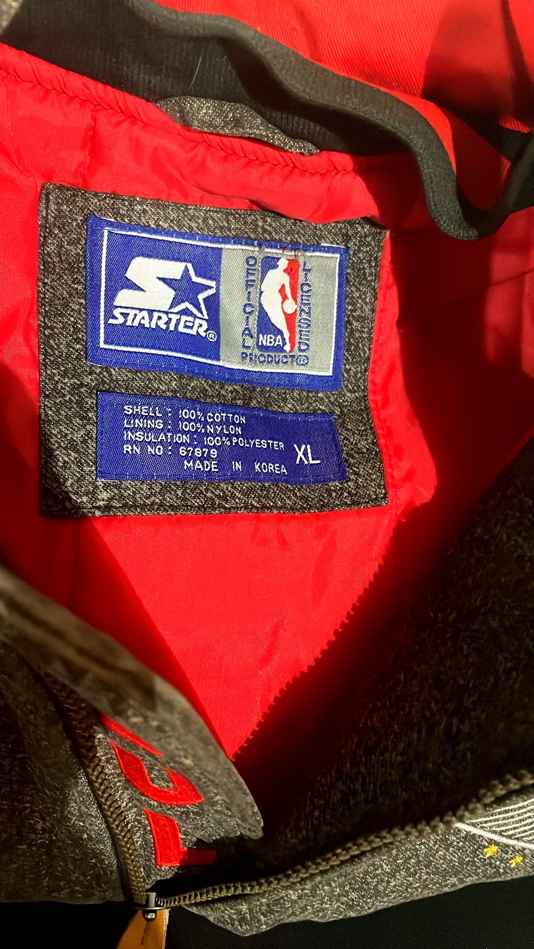 STARTER®
OFFICIAL
LICENSED
NBA
PRODUCT®
SHELL : 100% COTTON
LINING : 100% NYLON
INSULATION : 100% POLYESTER
RN NO : 67879
MADE IN KOREA
XL